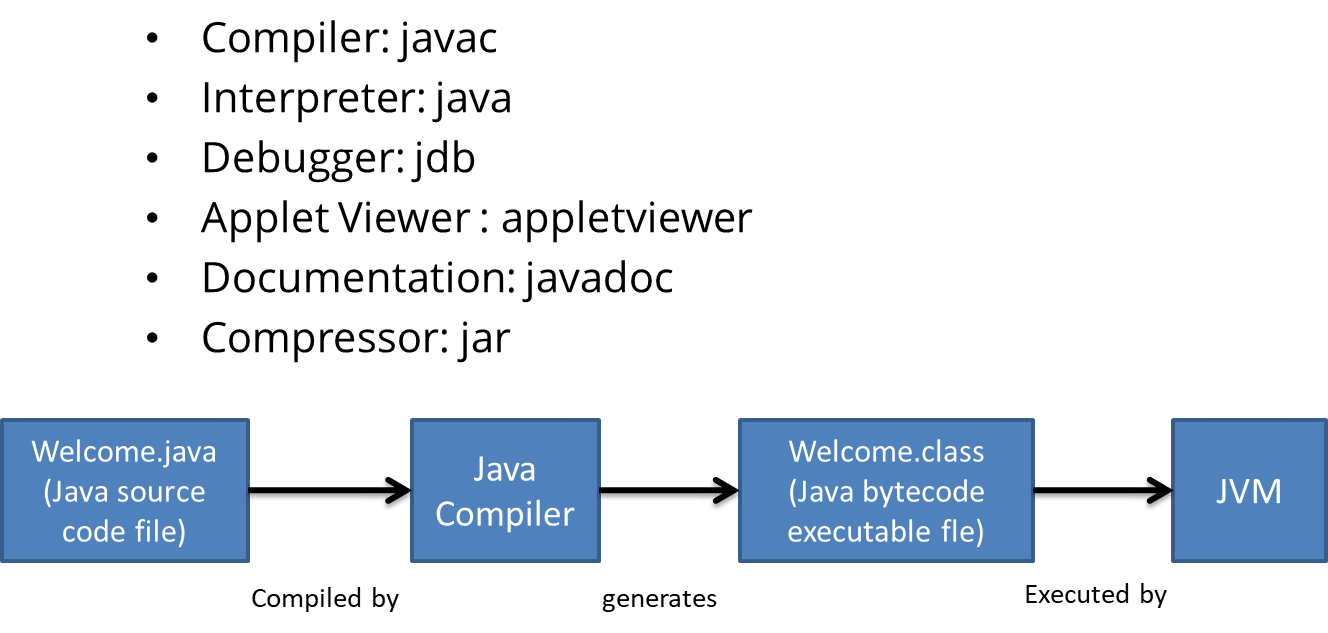 • Compiler: javac
• Interpreter: java
• Debugger: jdb
• Applet Viewer : appletviewer
• Documentation: javadoc
• Compressor: jar
Welcome.java
(Java source
code file)
Compiled by
Java
Compiler
generates
Welcome.class
(Java bytecode
executable fle)
Executed by
JVM